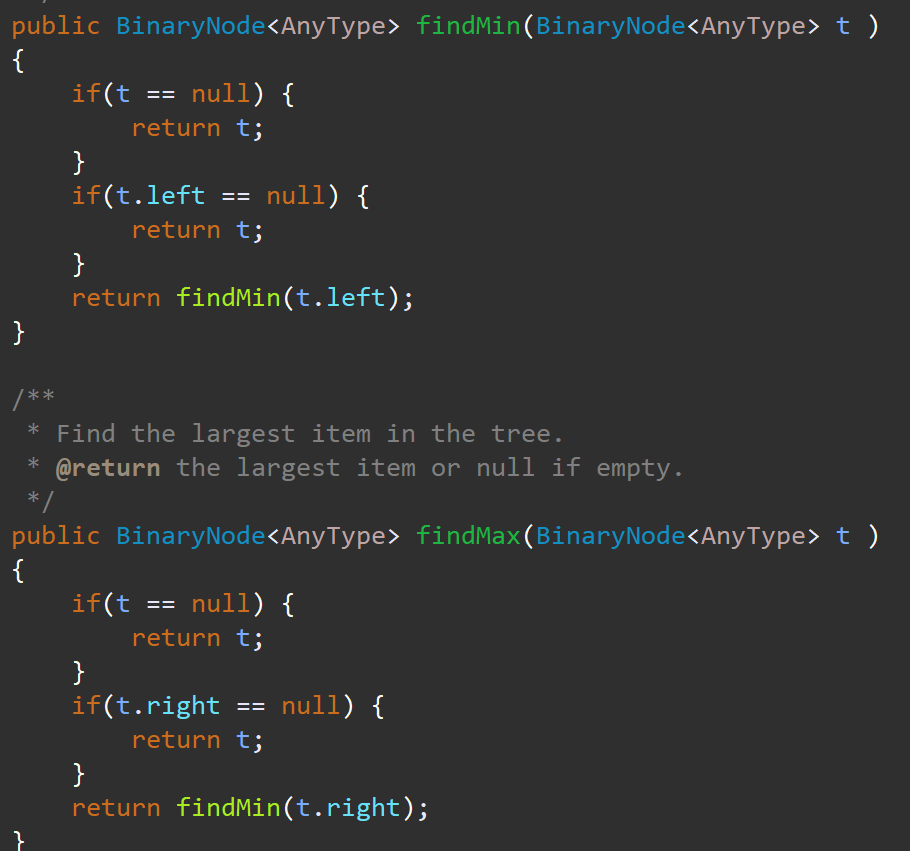 */
public BinaryNode<AnyType> findMin(BinaryNode<AnyType> t )
{
    if(t == null) {
        return t;
    }
    if(t.left == null) {
        return t;
    }
    return findMin(t.left);
}

/**
 * Find the largest item in the tree.
 * @return the largest item or null if empty.
 */
public BinaryNode<AnyType> findMax(BinaryNode<AnyType> t )
{
    if(t == null) {
        return t;
    }
    if(t.right == null) {
        return t;
    }
    return findMin(t.right);
}